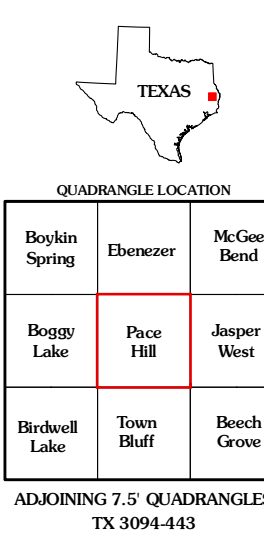 TEXAS
QUADRANGLE LOCATION
Boykin Spring
Ebenezer
McGee Bend
Boggy Lake
Pace Hill
Jasper West
Birdwell Lake
Town Bluff
Beech Grove
ADJOINING 7.5' QUADRANGLES
TX 3094-443